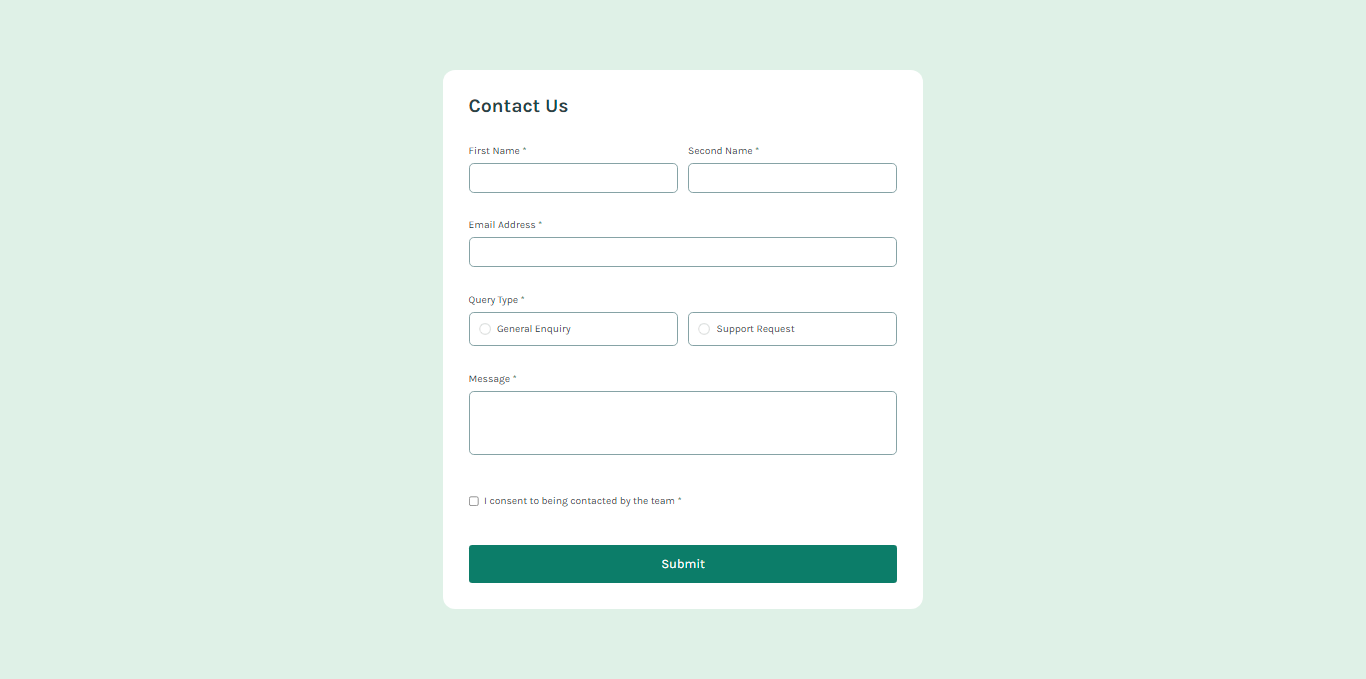 Contact Us
First Name * Second Name *
Email Address *
Query Type *
General Enquiry Support Request
Message *
I consent to being contacted by the team *
Submit